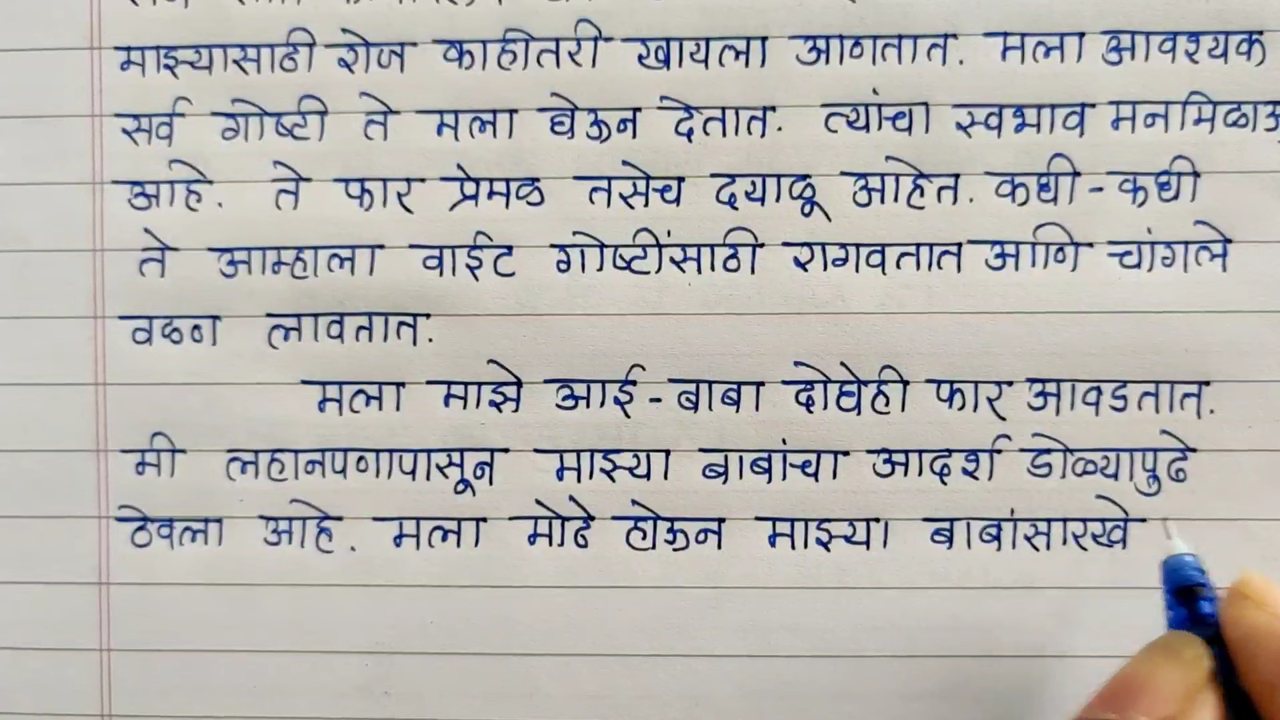 माझ्यासाठी रोज काहीतरी खायला आणतात. मला आवश्यक
सर्व गोष्टी ते मला घेऊन देतात. त्यांचा स्वभाव मनमिळाऊ
आहे. ते फार प्रेमळ तसेच दयाळू आहेत. कधी-कधी
ते आम्हाला वाईट गोष्टींसाठी रागवतात आणि चांगले
वळण लावतात.
मला माझे आई-बाबा दोघेही फार आवडतात.
मी लहानपणापासून माझ्या बाबांचा आदर्श डोळ्यापुढे
ठेवला आहे. मला मोठे होऊन माझ्या बाबांसारखे